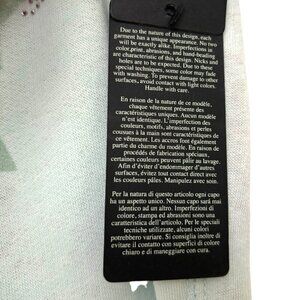 Due to the nature of this design, each
garment has a unique appearance. No two
will be exactly alike. Imperfections in
color,print, abrasions, and hand-beading
are characteristic of this design. Nicks and
holes are to be expected. Due to these
special techniques, some color may fade
with washing. To prevent damage to other
surfaces, avoid contact with light colors.
Handle with care.
En raison de la nature de ce modèle,
chaque vêtement présente des
caractéristiques uniques. Aucun modèle
n'est identique. L'imperfection des
couleurs, motifs, abrasions et perles
cousues à la main sont caractéristiques de
ce vêtement. Les accros font également
partie du charme du modèle. En raison de
procédés de fabrication spéciaux,
certaines couleurs peuvent pâlir au lavage.
Afin d'éviter d'endommager d'autres
surfaces, évitez tout contact direct avec
les couleurs pâles. Manipulez avec soin.
Per la natura di questo articolo ogni capo
ha un aspetto unico. Nessun capo sarà mai
identico ad un altro. Imperfezioni di
colore, stampa ed abrasioni sono una
caratteristica dell'articolo. Per le speciali
tecniche utilizzate, alcuni colori
potrebbero variare. Si consiglia inoltre di
evitare il contatto con superfici di colore
chiaro e di maneggiare con cura.